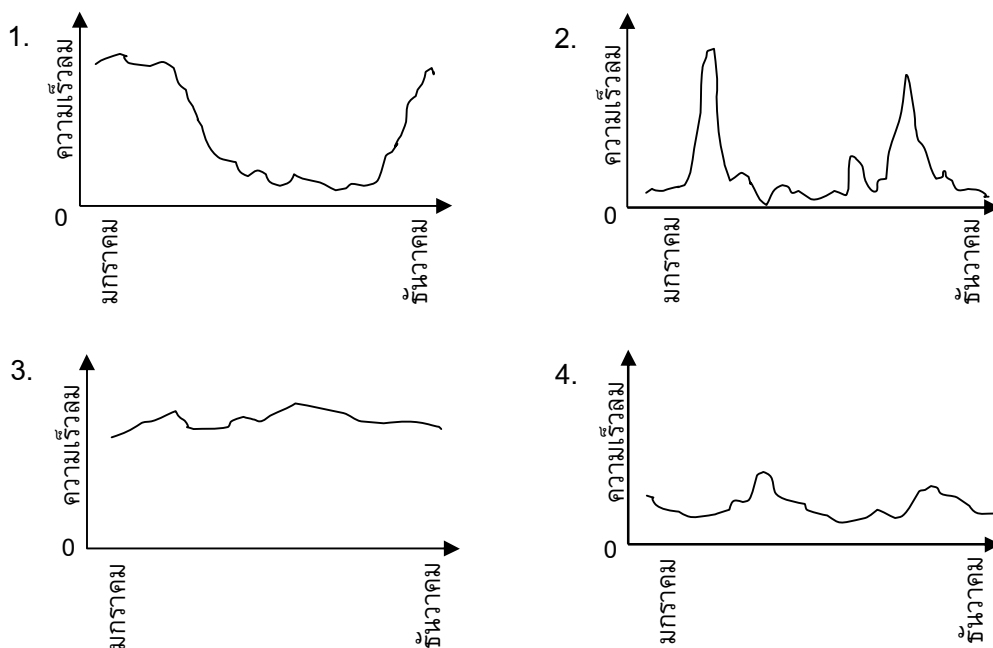 1.
ความเร็วลม
0
มกราคม
ธันวาคม
2.
ความเร็วลม
0
มกราคม
ธันวาคม
3.
ความเร็วลม
0
มกราคม
ธันวาคม
4.
ความเร็วลม
0
มกราคม
ธันวาคม